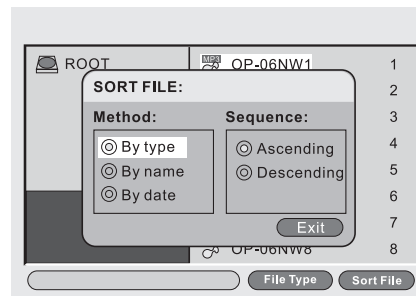 ROOT
MP3 OP-06NW1 1
SORT FILE:
2
Method: Sequence: 3
By type Ascending 4
By name Descending 5
By date 6
Exit 7
OP-06NW8 8
File Type Sort File